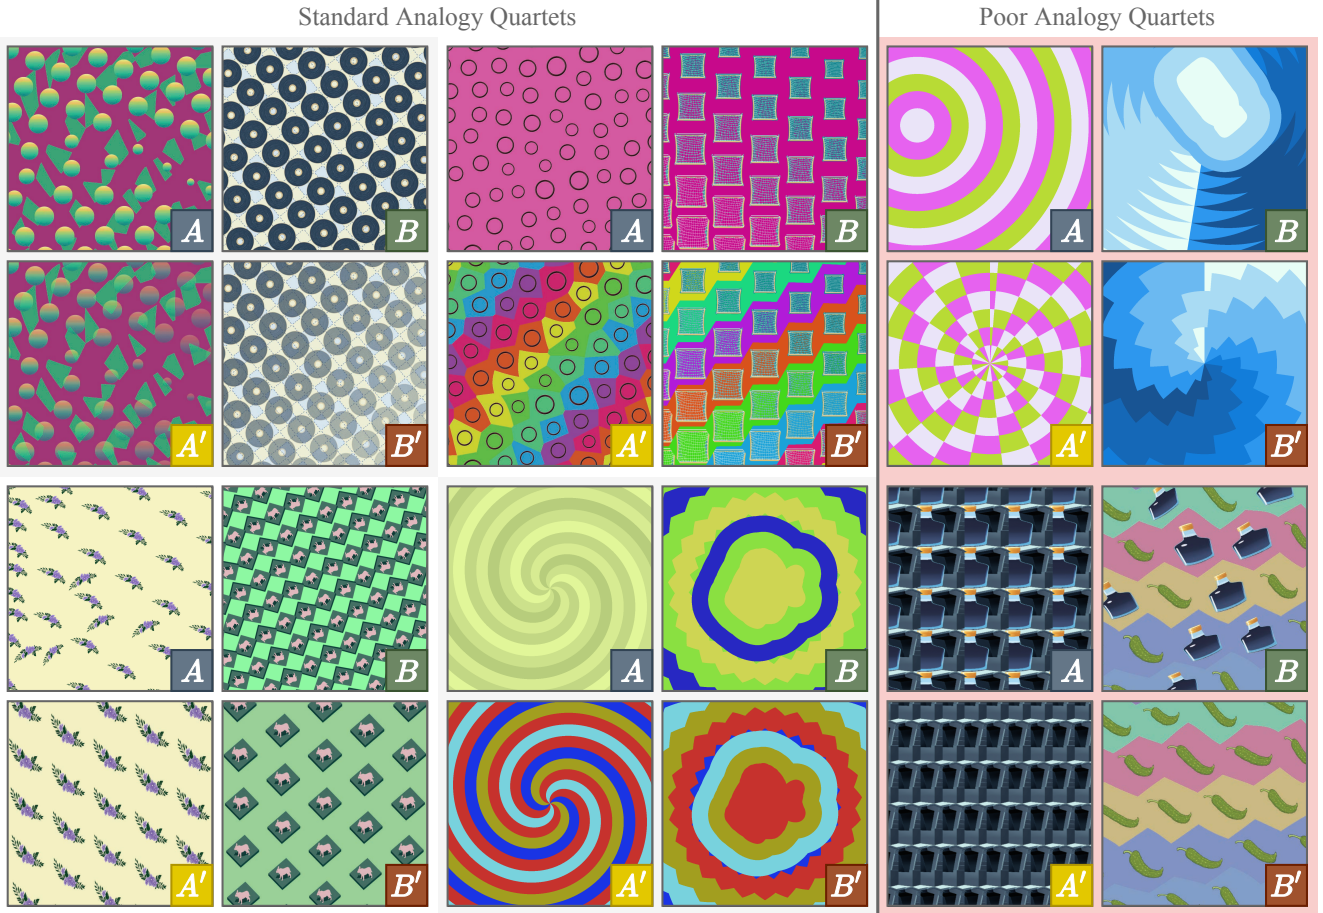 Standard Analogy Quartets
Poor Analogy Quartets
A B A B A B
A′ B′ A′ B′ A′ B′
A B A B A B
A′ B′ A′ B′ A′ B′